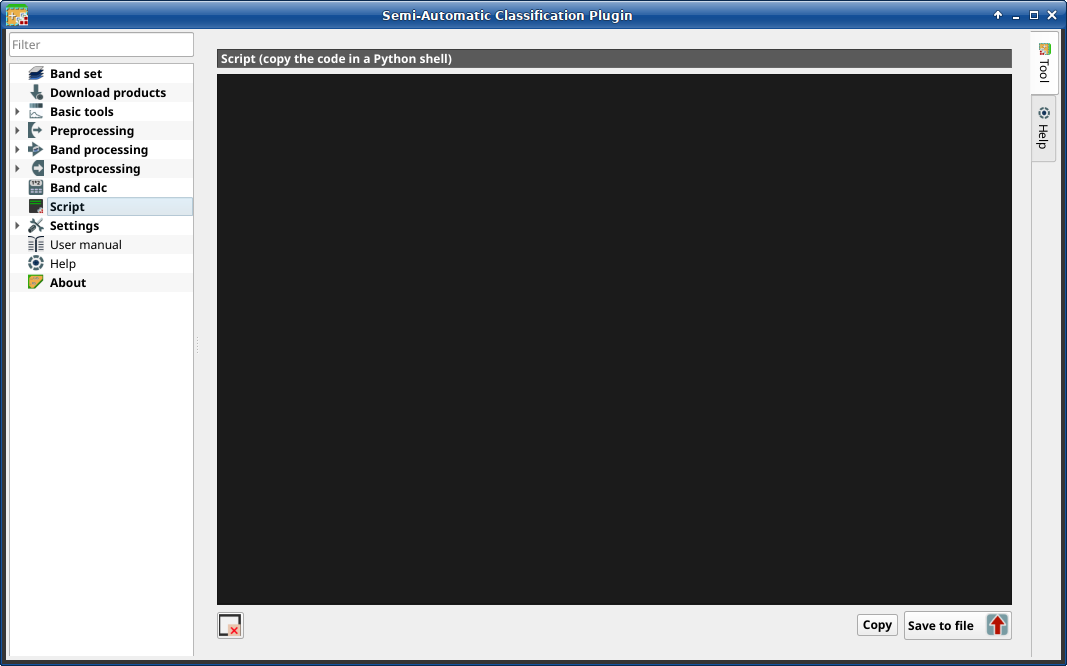 Semi-Automatic Classification Plugin
Filter
Band set
Download products
Basic tools
Preprocessing
Band processing
Postprocessing
Band calc
Script
Settings
User manual
Help
About
Script (copy the code in a Python shell)
Copy
Save to file
Tool
Help